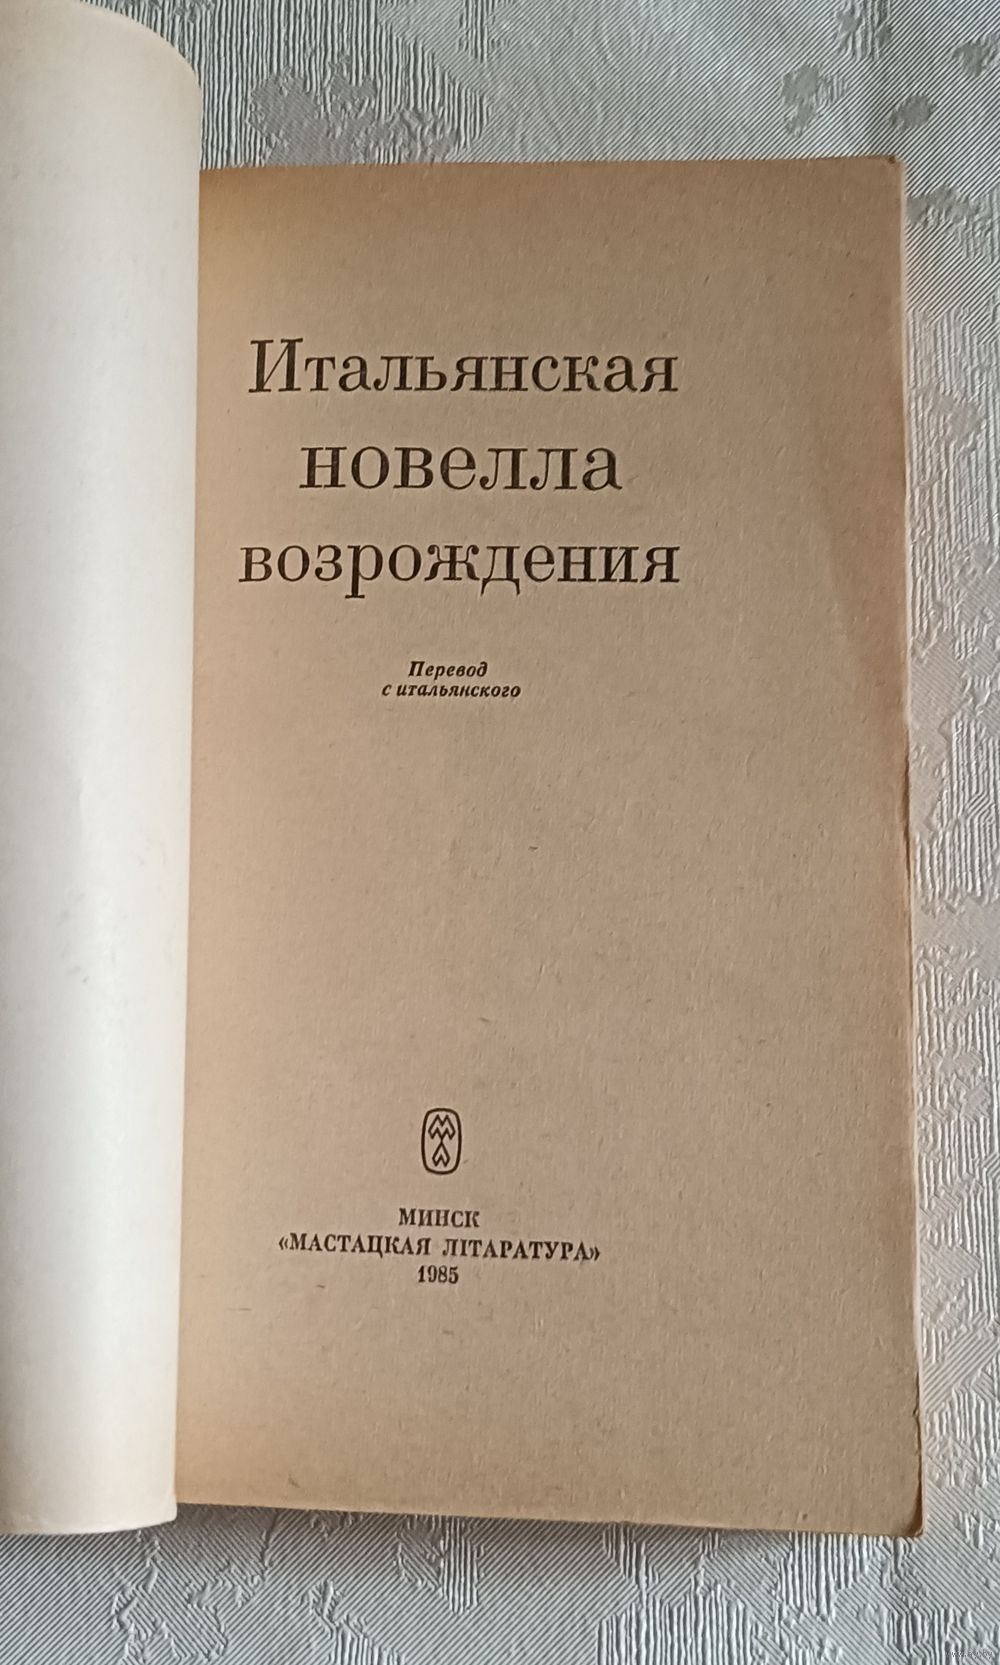 Итальянская
новелла
возрождения
Перевод
с итальянского
МИНСК
«МАСТАЦКАЯ ЛІТАРАТУРА»
1985